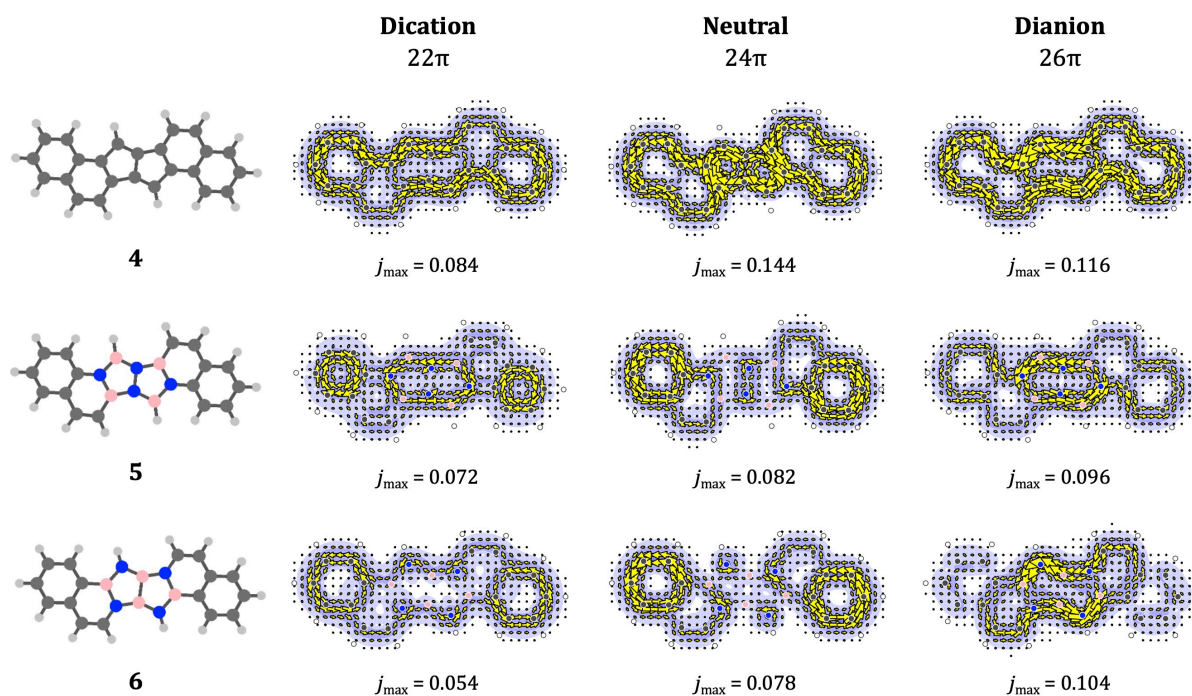 Dication
Neutral
Dianion
22π
24π
26π
4
jmax = 0.084
jmax = 0.144
jmax = 0.116
5
jmax = 0.072
jmax = 0.082
jmax = 0.096
6
jmax = 0.054
jmax = 0.078
jmax = 0.104